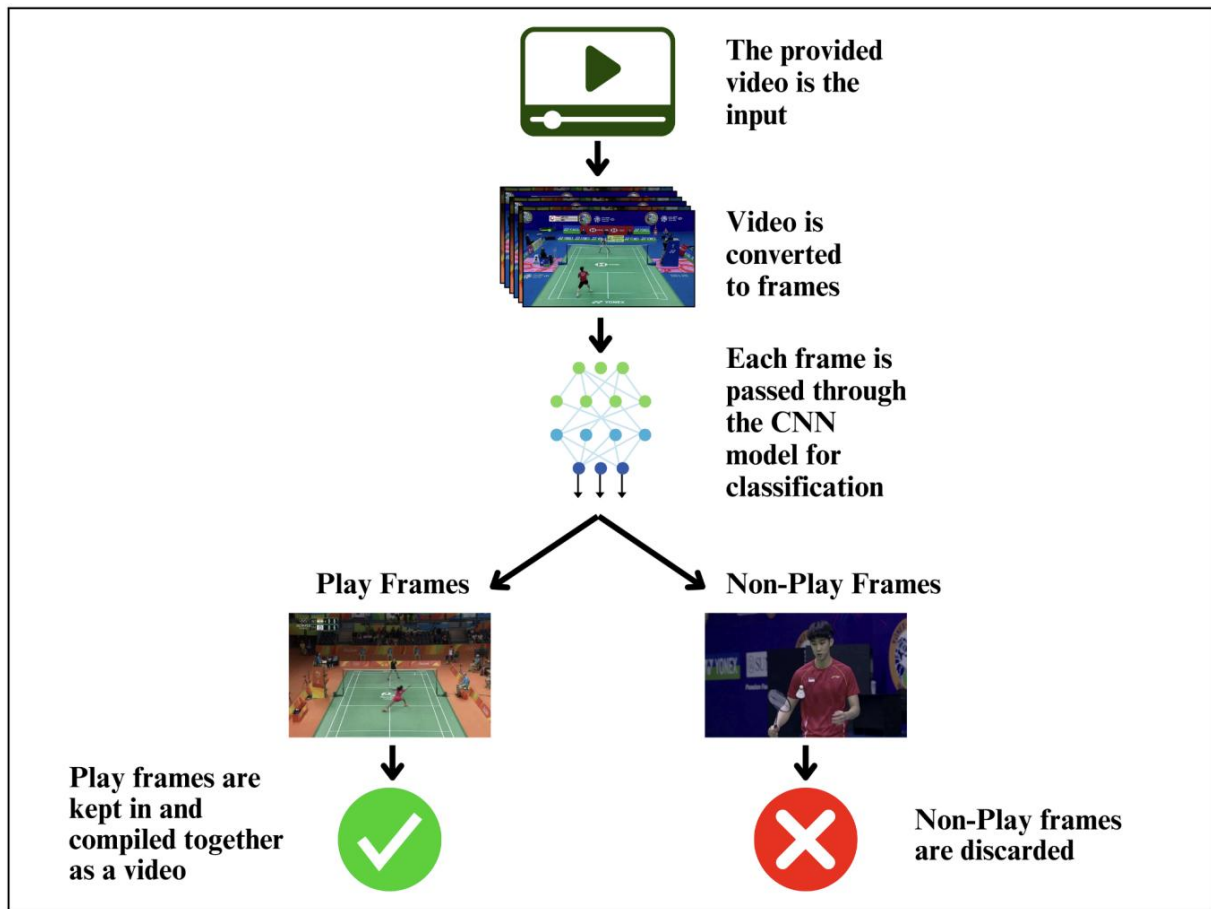 The provided
video is the
input
Video is
converted
to frames
YONEX
Each frame is
passed through
the CNN
model for
classification
Play Frames
Non-Play Frames
YONEX
Play frames are
kept in and
compiled together
as a video
Non-Play frames
are discarded